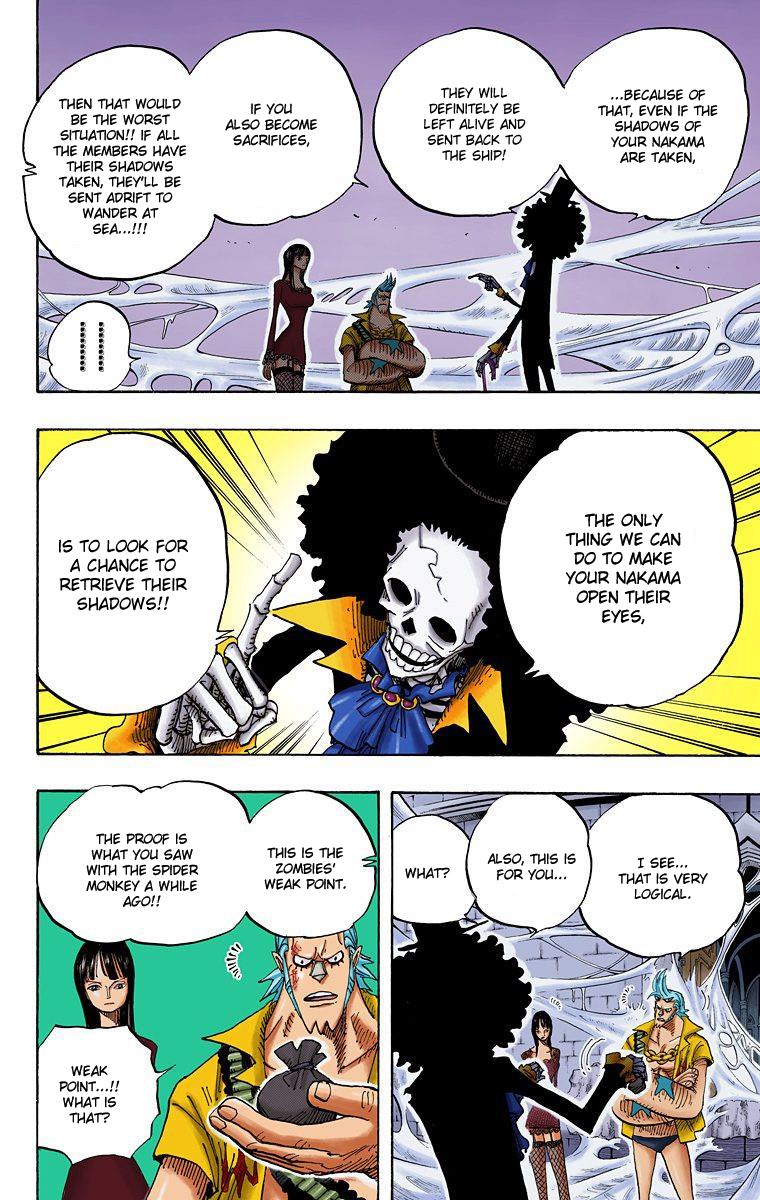 ...BECAUSE OF
THAT, EVEN IF THE
SHADOWS OF
YOUR NAKAMA
ARE TAKEN,
THEY WILL
DEFINITELY BE
LEFT ALIVE AND
SENT BACK TO
THE SHIP!
IF YOU
ALSO BECOME
SACRIFICES,
THEN THAT WOULD
BE THE WORST
SITUATION!! IF ALL
THE MEMBERS HAVE
THEIR SHADOWS
TAKEN, THEY'LL BE
SENT ADRIFT TO
WANDER AT
SEA...!!!
!!
THE ONLY
THING WE CAN
DO TO MAKE
YOUR NAKAMA
OPEN THEIR
EYES,
IS TO LOOK FOR
A CHANCE TO
RETRIEVE THEIR
SHADOWS!!
I SEE...
THAT IS VERY
LOGICAL.
ALSO, THIS IS
FOR YOU...
WHAT?
THIS IS THE
ZOMBIES'
WEAK POINT.
THE PROOF IS
WHAT YOU SAW
WITH THE SPIDER
MONKEY A WHILE
AGO!!
WEAK
POINT...!!
WHAT IS
THAT?